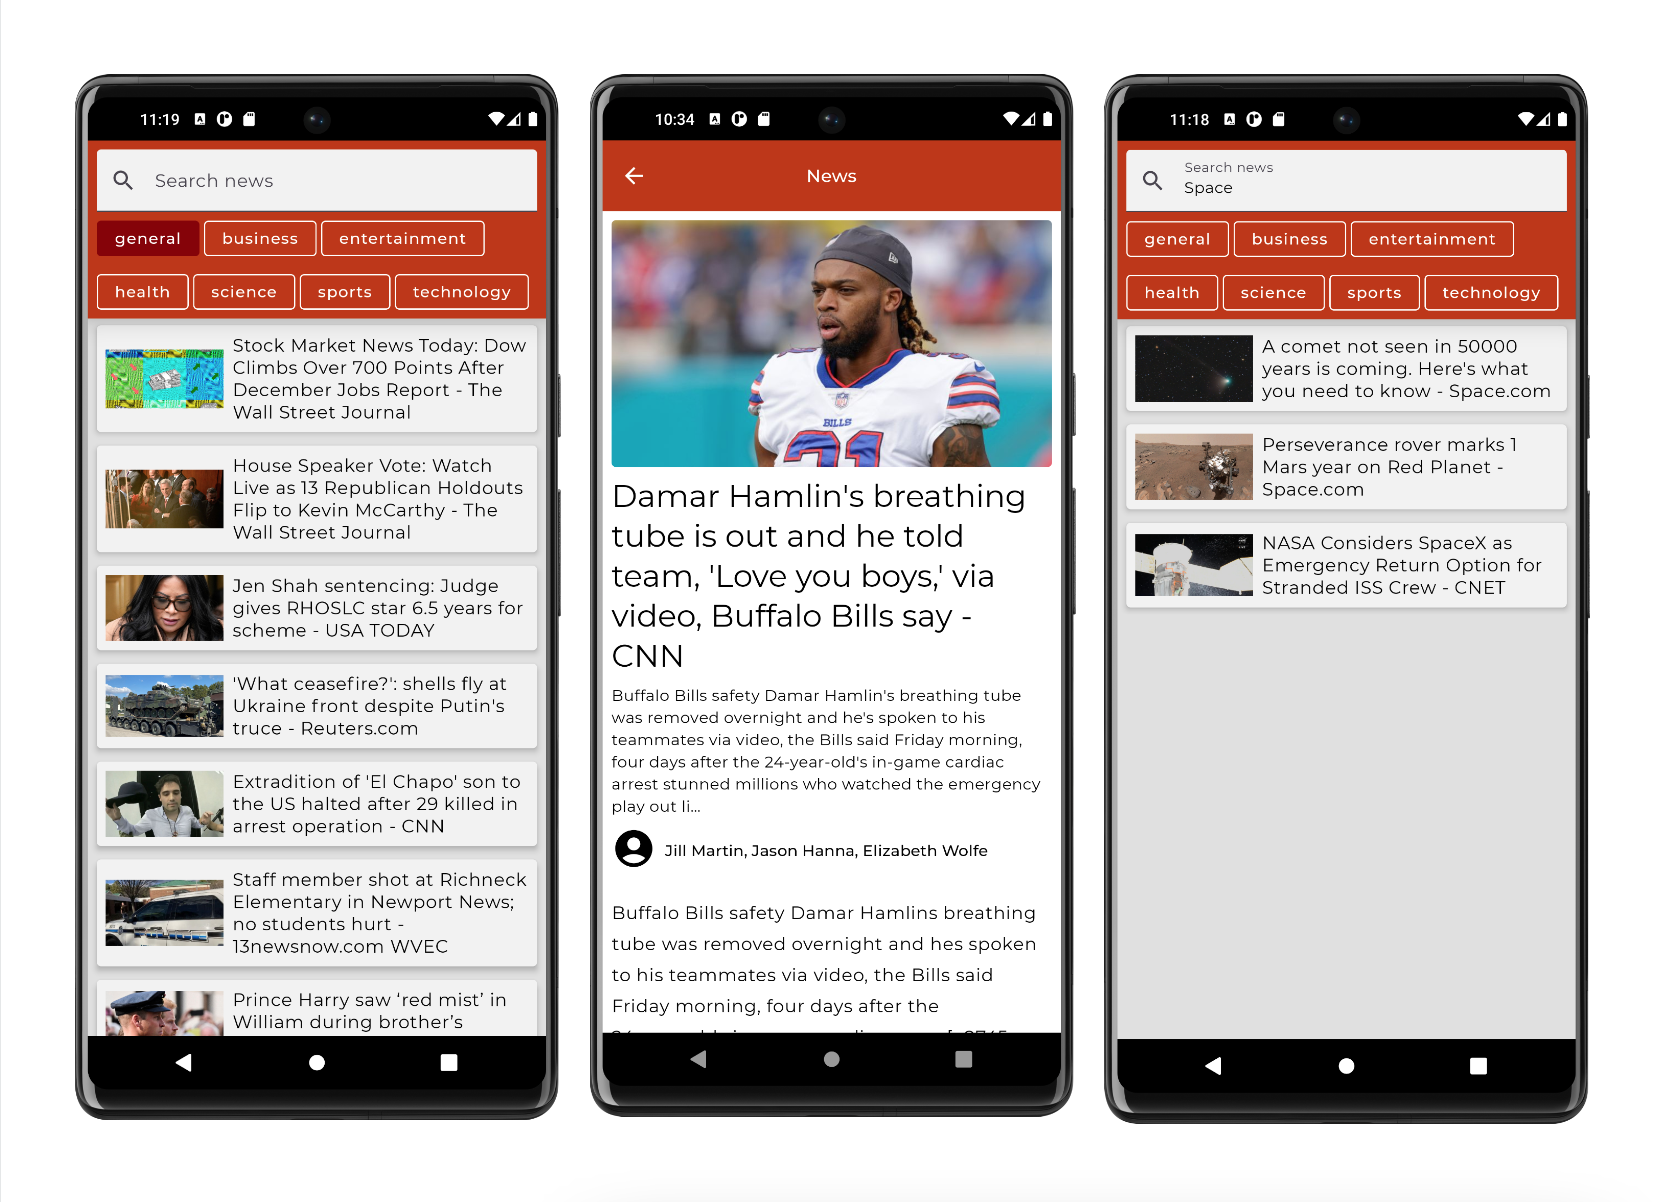 11:19
Search news
general business entertainment
health science sports technology
Stock Market News Today: Dow
Climbs Over 700 Points After
December Jobs Report - The
Wall Street Journal
House Speaker Vote: Watch
Live as 13 Republican Holdouts
Flip to Kevin McCarthy - The
Wall Street Journal
Jen Shah sentencing: Judge
gives RHOSLC star 6.5 years for
scheme - USA TODAY
'What ceasefire?': shells fly at
Ukraine front despite Putin's
truce - Reuters.com
Extradition of 'El Chapo' son to
the US halted after 29 killed in
arrest operation - CNN
Staff member shot at Richneck
Elementary in Newport News;
no students hurt -
13newsnow.com WVEC
Prince Harry saw ‘red mist’ in
William during brother’s
10:34
News
BILLS
Damar Hamlin's breathing
tube is out and he told
team, 'Love you boys,' via
video, Buffalo Bills say -
CNN
Buffalo Bills safety Damar Hamlin's breathing tube
was removed overnight and he's spoken to his
teammates via video, the Bills said Friday morning,
four days after the 24-year-old's in-game cardiac
arrest stunned millions who watched the emergency
play out li...
Jill Martin, Jason Hanna, Elizabeth Wolfe
Buffalo Bills safety Damar Hamlins breathing
tube was removed overnight and hes spoken
to his teammates via video, the Bills said
Friday morning, four days after the
11:18
Search news
Space
general business entertainment
health science sports technology
A comet not seen in 50000
years is coming. Here's what
you need to know - Space.com
Perseverance rover marks 1
Mars year on Red Planet -
Space.com
NASA Considers SpaceX as
Emergency Return Option for
Stranded ISS Crew - CNET